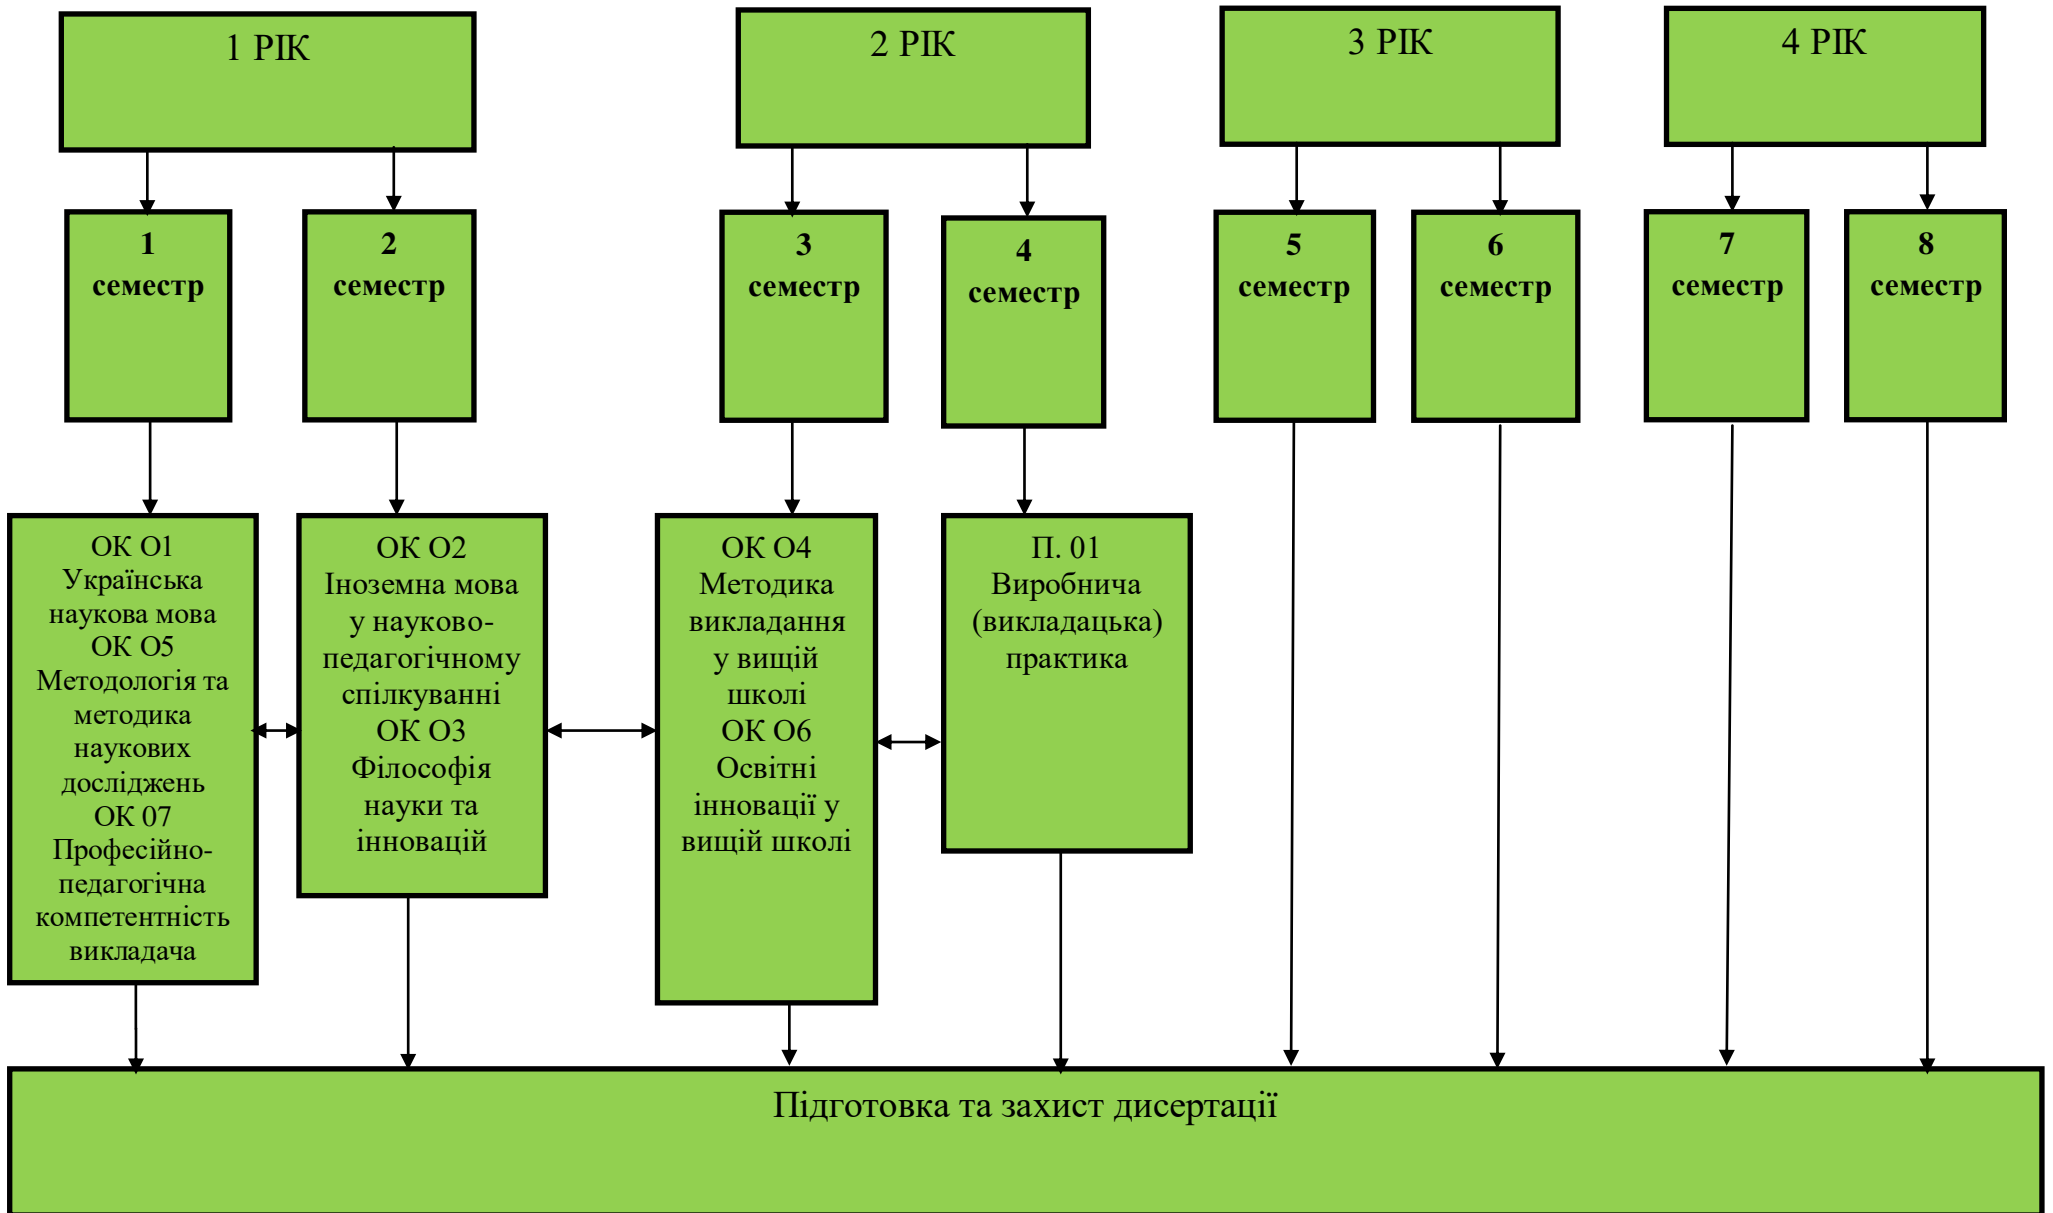 1 РІК
2 РІК
3 РІК
4 РІК
1
семестр
2
семестр
3
семестр
4
семестр
5
семестр
6
семестр
7
семестр
8
семестр
ОК О1
Українська
наукова мова
ОК О5
Методологія та
методика
наукових
досліджень
ОК 07
Професійно-
педагогічна
компетентність
викладача
ОК О2
Іноземна мова
у науково-
педагогічному
спілкуванні
ОК О3
Філософія
науки та
інновацій
ОК О4
Методика
викладання
у вищій
школі
ОК О6
Освітні
інновації у
вищій школі
П. 01
Виробнича
(викладацька)
практика
Підготовка та захист дисертації